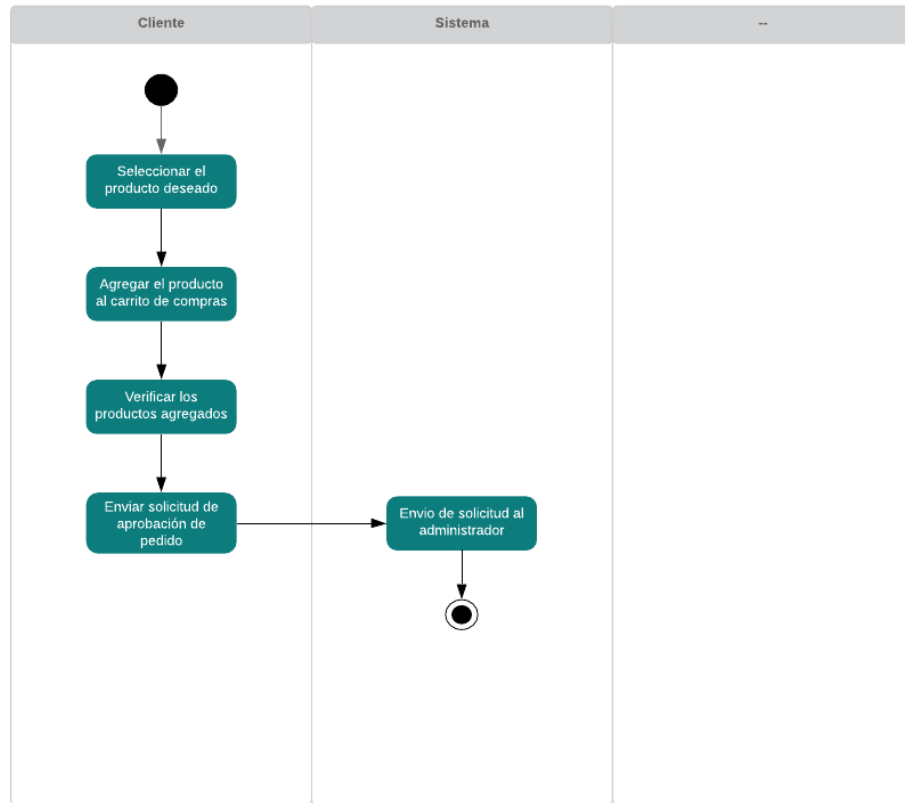 Cliente
Sistema
--
Seleccionar el
producto deseado
Agregar el producto
al carrito de compras
Verificar los
productos agregados
Enviar solicitud de
aprobación de
pedido
Envio de solicitud al
administrador